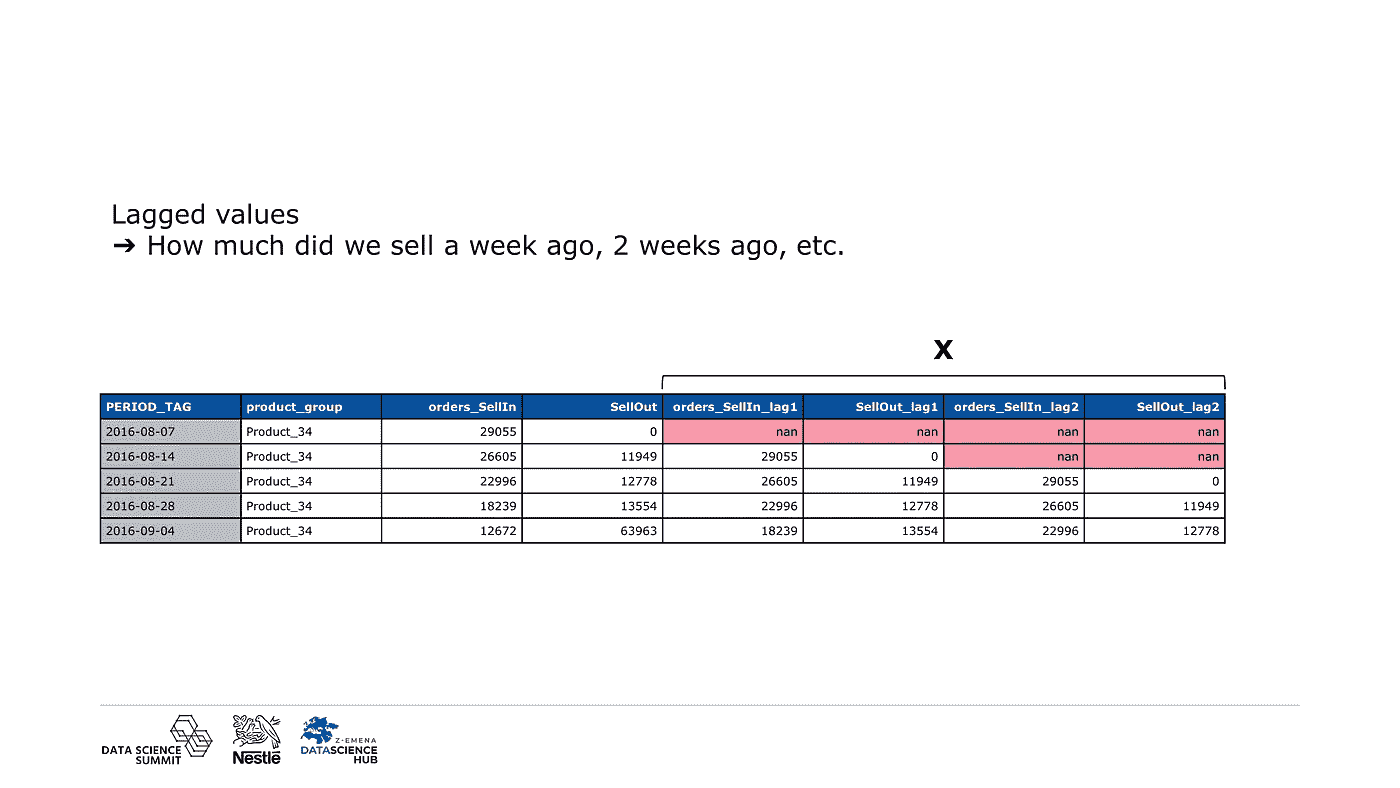 Lagged values
➔ How much did we sell a week ago, 2 weeks ago, etc.
X
PERIOD_TAG product_group orders_SellIn SellOut orders_SellIn_lag1 SellOut_lag1 orders_SellIn_lag2 SellOut_lag2
2016-08-07 Product_34 29055 0 nan nan nan nan
2016-08-14 Product_34 26605 11949 29055 0 nan nan
2016-08-21 Product_34 22996 12778 26605 11949 29055 0
2016-08-28 Product_34 18239 13554 22996 12778 26605 11949
2016-09-04 Product_34 12672 63963 18239 13554 22996 12778
DATA SCIENCE
SUMMIT
Nestlé
Z-EMENA
DATASCIENCE
HUB